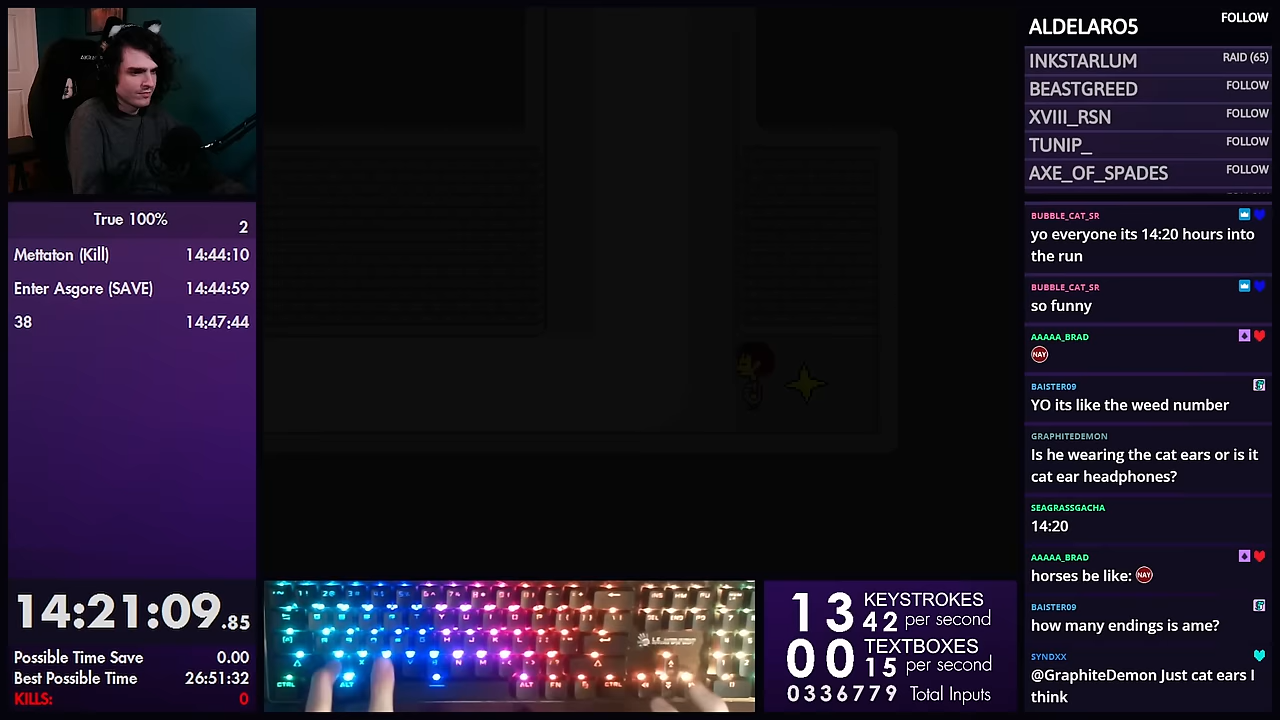 True 100%
2
Mettaton (Kill) 14:44:10
Enter Asgore (SAVE) 14:44:59
38 14:47:44
14:21:09.85
Possible Time Save 0.00
Best Possible Time 26:51:32
KILLS: 0
13 KEYSTROKES
42 per second
00 TEXTBOXES
15 per second
0336779 Total Inputs
ALDELARO5 FOLLOW
INKSTARLUM RAID (65)
BEASTGREED FOLLOW
XVIII_RSN FOLLOW
TUNIP_ FOLLOW
AXE_OF_SPADES FOLLOW
BUBBLE_CAT_SR
yo everyone its 14:20 hours into
the run
BUBBLE_CAT_SR
so funny
AAAAA_BRAD
NAY
BAISTER09
YO its like the weed number
GRAPHITEDEMON
Is he wearing the cat ears or is it
cat ear headphones?
SEAGRASSGACHA
14:20
AAAAA_BRAD
horses be like: NAY
BAISTER09
how many endings is ame?
SYNDXX
@GraphiteDemon Just cat ears I
think